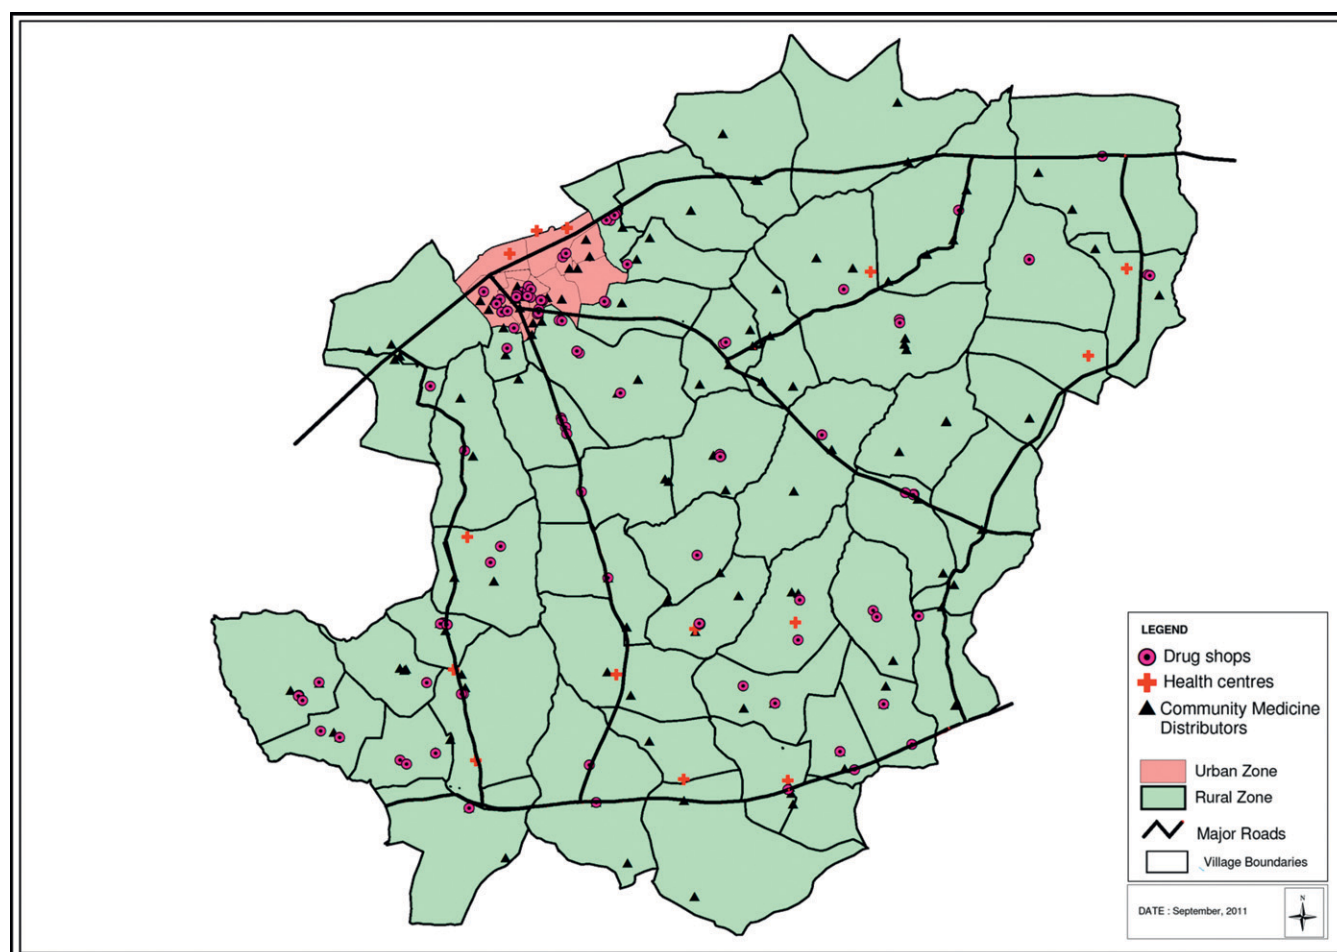 LEGEND
Drug shops
Health centres
Community Medicine
Distributors
Urban Zone
Rural Zone
Major Roads
Village Boundaries
DATE : September, 2011
N